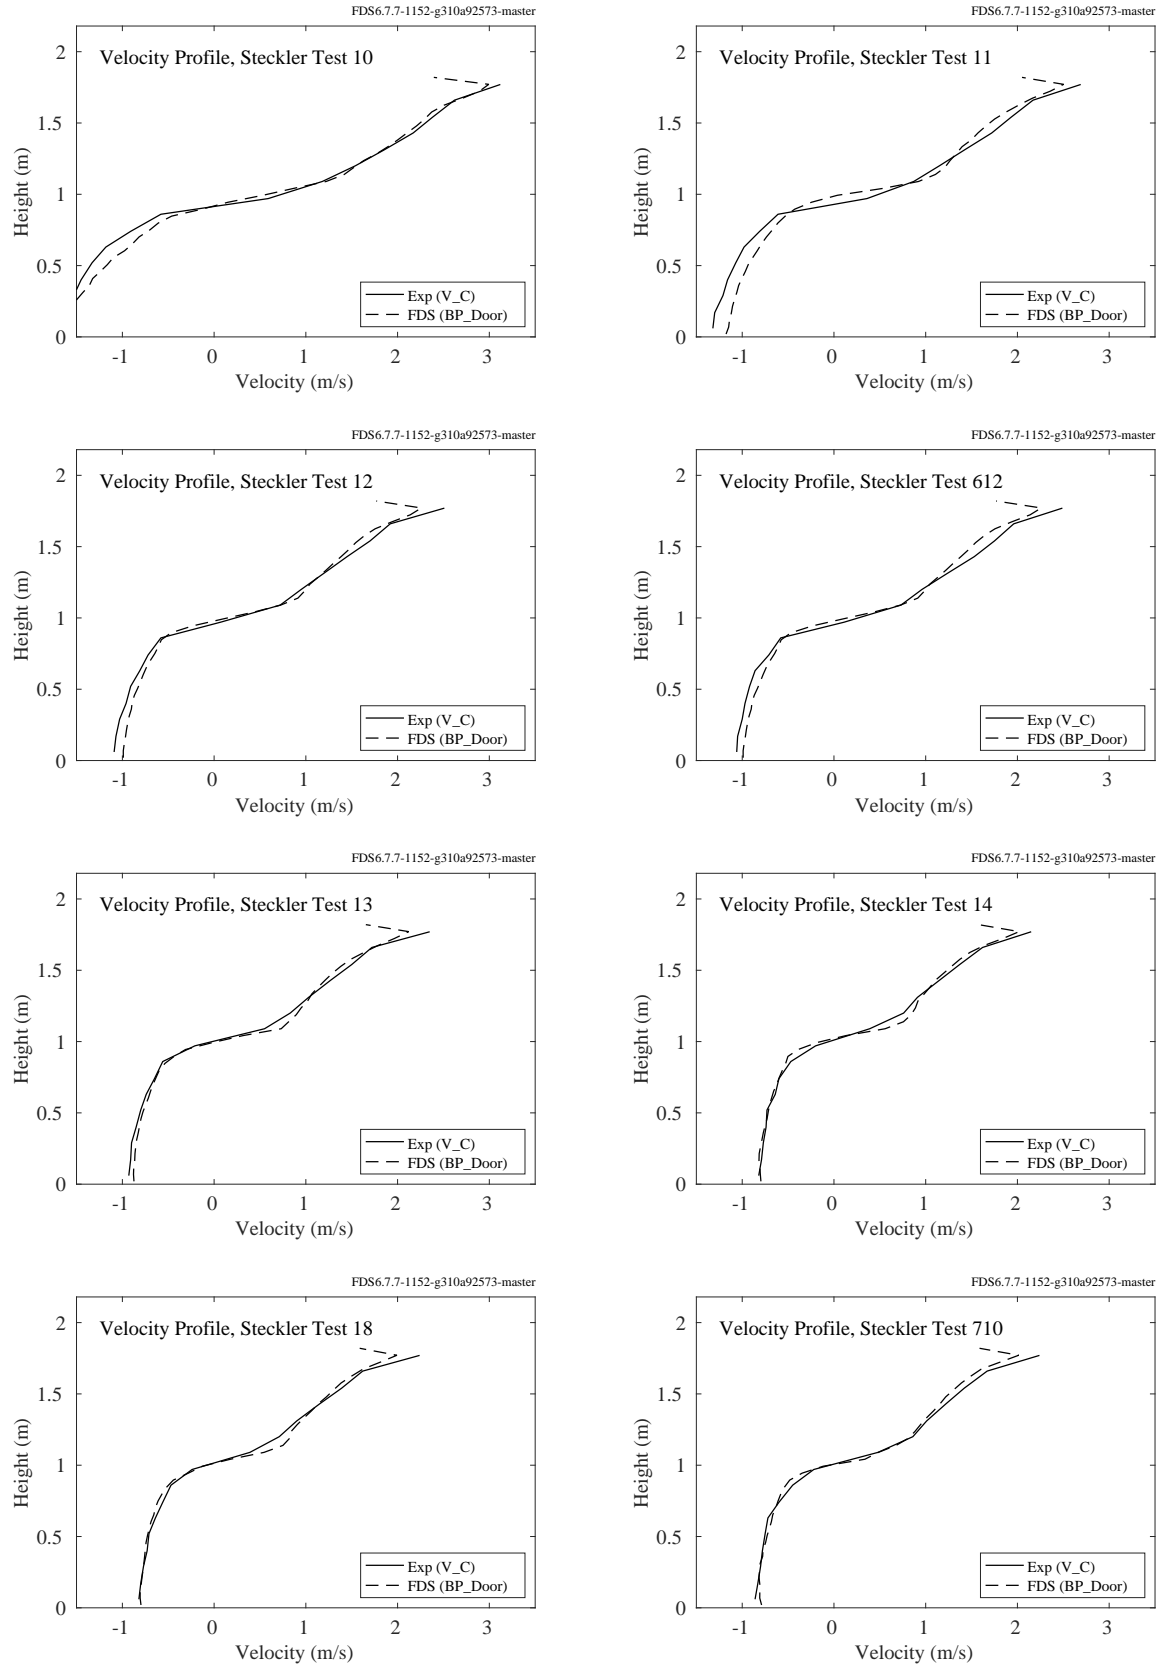 FDS6.7.7-1152-g310a92573-master
Velocity Profile, Steckler Test 10
2
1.5
1
0.5
0
Height (m)
-1 0 1 2 3
Velocity (m/s)
Exp (V_C)
FDS (BP_Door)
FDS6.7.7-1152-g310a92573-master
Velocity Profile, Steckler Test 11
2
1.5
1
0.5
0
Height (m)
-1 0 1 2 3
Velocity (m/s)
Exp (V_C)
FDS (BP_Door)
FDS6.7.7-1152-g310a92573-master
Velocity Profile, Steckler Test 12
2
1.5
1
0.5
0
Height (m)
-1 0 1 2 3
Velocity (m/s)
Exp (V_C)
FDS (BP_Door)
FDS6.7.7-1152-g310a92573-master
Velocity Profile, Steckler Test 612
2
1.5
1
0.5
0
Height (m)
-1 0 1 2 3
Velocity (m/s)
Exp (V_C)
FDS (BP_Door)
FDS6.7.7-1152-g310a92573-master
Velocity Profile, Steckler Test 13
2
1.5
1
0.5
0
Height (m)
-1 0 1 2 3
Velocity (m/s)
Exp (V_C)
FDS (BP_Door)
FDS6.7.7-1152-g310a92573-master
Velocity Profile, Steckler Test 14
2
1.5
1
0.5
0
Height (m)
-1 0 1 2 3
Velocity (m/s)
Exp (V_C)
FDS (BP_Door)
FDS6.7.7-1152-g310a92573-master
Velocity Profile, Steckler Test 18
2
1.5
1
0.5
0
Height (m)
-1 0 1 2 3
Velocity (m/s)
Exp (V_C)
FDS (BP_Door)
FDS6.7.7-1152-g310a92573-master
Velocity Profile, Steckler Test 710
2
1.5
1
0.5
0
Height (m)
-1 0 1 2 3
Velocity (m/s)
Exp (V_C)
FDS (BP_Door)